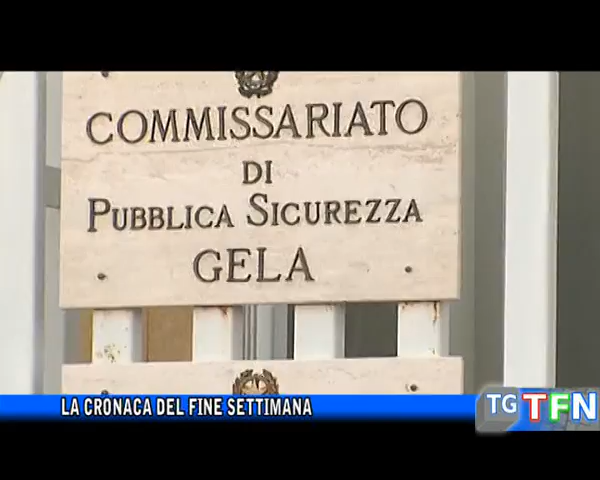 COMMISSARIATO
DI
PUBBLICA SICUREZZA
GELA
LA CRONACA DEL FINE SETTIMANA
TG TFN